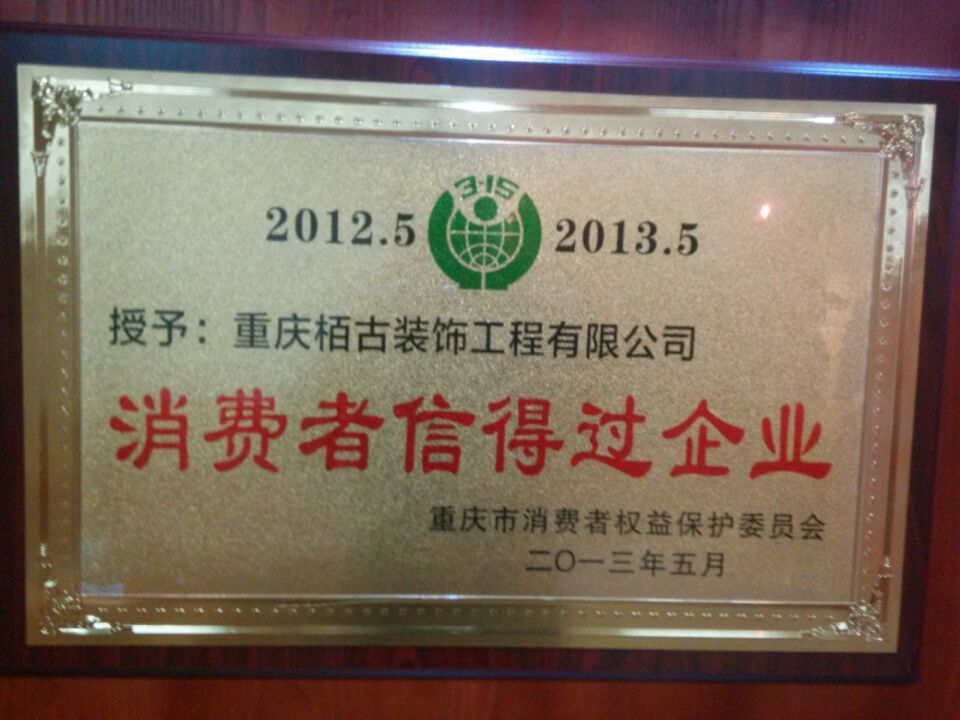 3·15
2012.5 2013.5
授予：重庆栢古装饰工程有限公司
消费者信得过企业
重庆市消费者权益保护委员会
二〇一三年五月